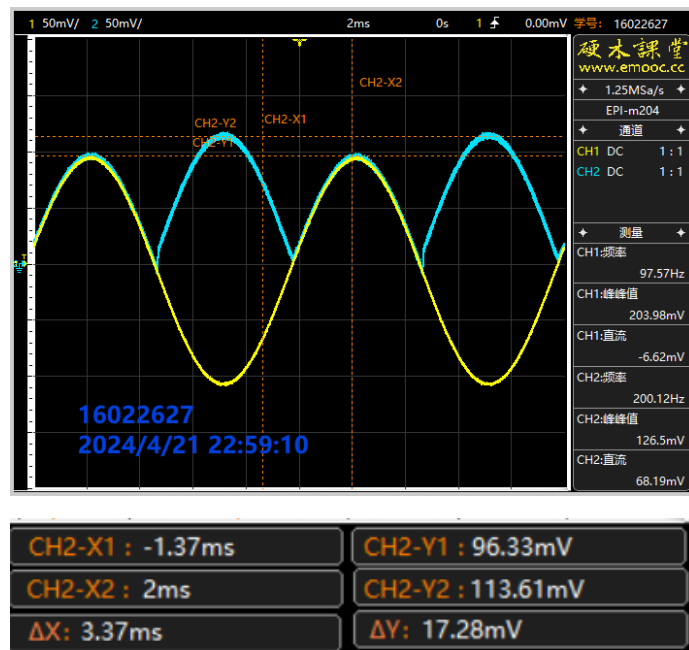 1 50mV/ 2 50mV/ 2ms 0s 1 0.00mV 学号: 16022627
硬木課堂
www.emooc.cc
1.25MSa/s
EPI-m204
通道
CH1 DC 1:1
CH2 DC 1:1
测量
CH1:频率
97.57Hz
CH1:峰峰值
203.98mV
CH1:直流
-6.62mV
CH2:频率
200.12Hz
CH2:峰峰值
126.5mV
CH2:直流
68.19mV
CH2-X2
CH2-Y2 CH2-X1
CH2-Y1
16022627
2024/4/21 22:59:10
CH2-X1 : -1.37ms CH2-Y1 : 96.33mV
CH2-X2 : 2ms CH2-Y2 : 113.61mV
ΔX: 3.37ms ΔY: 17.28mV